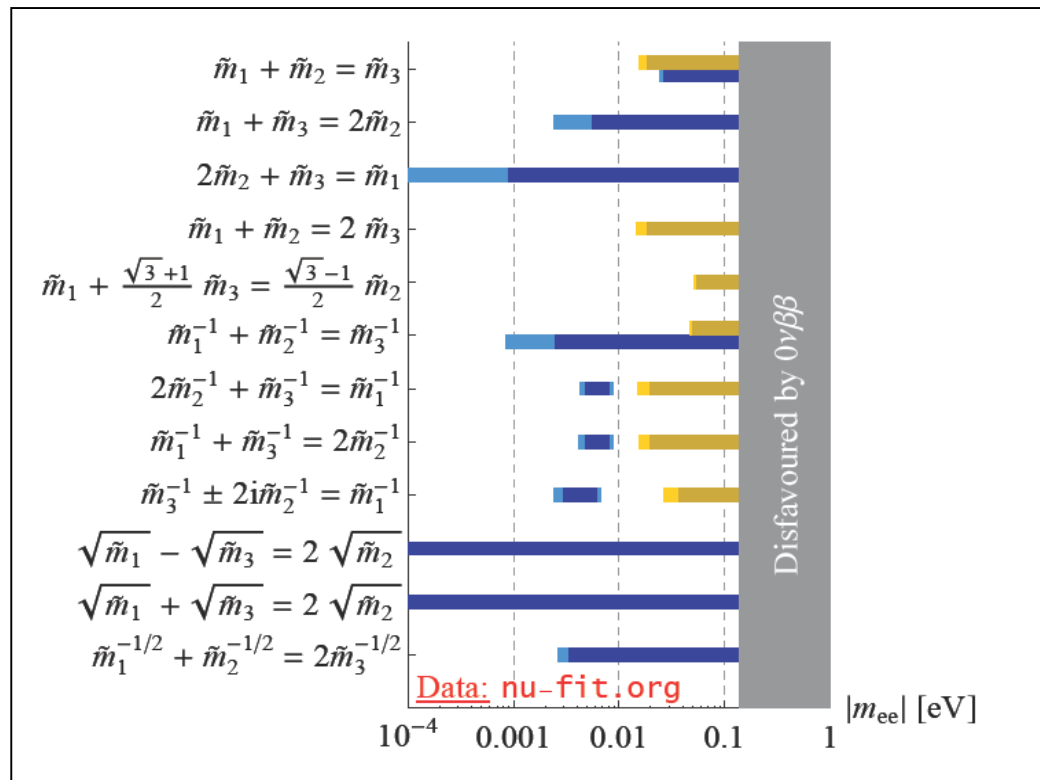 m̃₁ + m̃₂ = m̃₃
m̃₁ + m̃₃ = 2m̃₂
2m̃₂ + m̃₃ = m̃₁
m̃₁ + m̃₂ = 2 m̃₃
m̃₁ + (√3+1)/2 m̃₃ = (√3−1)/2 m̃₂
m̃₁⁻¹ + m̃₂⁻¹ = m̃₃⁻¹
2m̃₂⁻¹ + m̃₃⁻¹ = m̃₁⁻¹
m̃₁⁻¹ + m̃₃⁻¹ = 2m̃₂⁻¹
m̃₃⁻¹ ± 2im̃₂⁻¹ = m̃₁⁻¹
√m̃₁ − √m̃₃ = 2 √m̃₂
√m̃₁ + √m̃₃ = 2 √m̃₂
m̃₁^(-1/2) + m̃₂^(-1/2) = 2m̃₃^(-1/2)
Disfavoured by 0νββ
Data: nu-fit.org
|m_ee| [eV]
10⁻⁴ 0.001 0.01 0.1 1